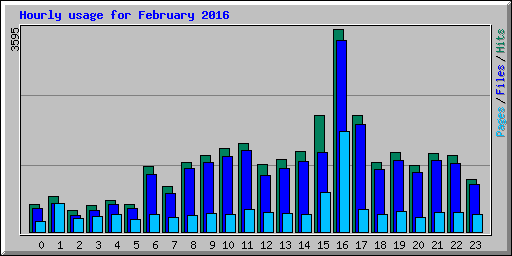 Hourly usage for February 2016
3595
Pages / Files / Hits
0 1 2 3 4 5 6 7 8 9 10 11 12 13 14 15 16 17 18 19 20 21 22 23